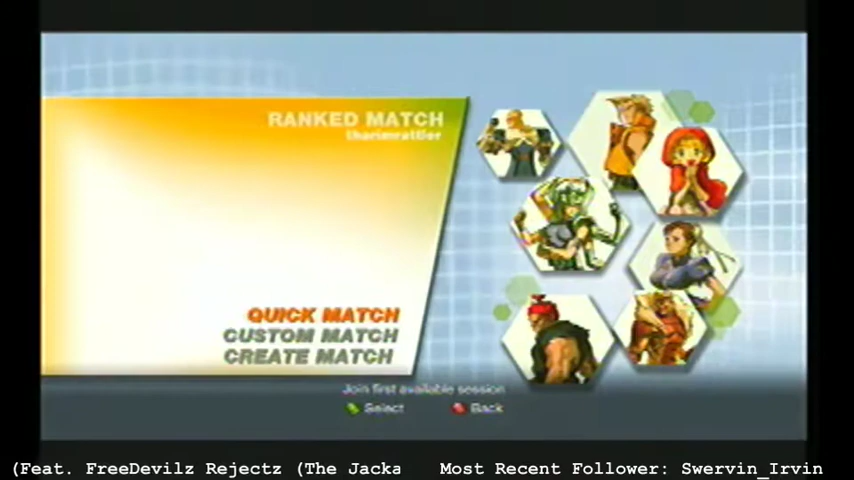 RANKED MATCH
tharinrattler
QUICK MATCH
CUSTOM MATCH
CREATE MATCH
Join first available session
Select Back
(Feat. FreeDevilz Rejectz (The Jacka Most Recent Follower: Swervin_Irvin